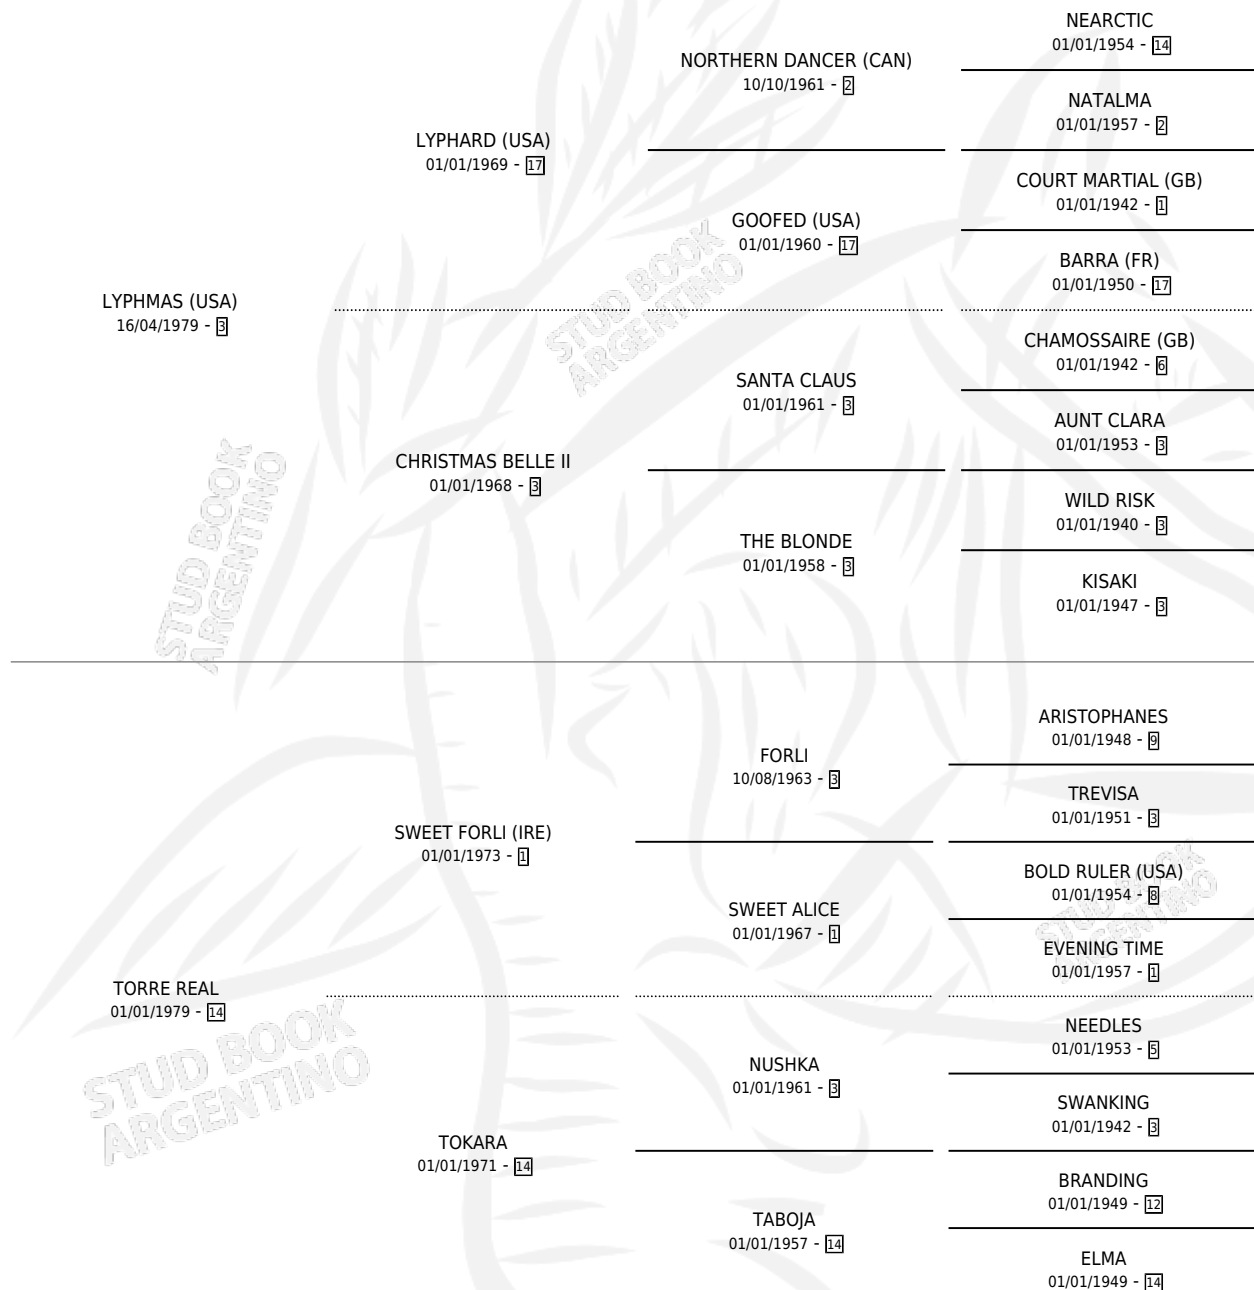 NEARCTIC
01/01/1954 - 14
NORTHERN DANCER (CAN)
10/10/1961 - 2
NATALMA
01/01/1957 - 2
LYPHARD (USA)
01/01/1969 - 17
COURT MARTIAL (GB)
01/01/1942 - 1
GOOFED (USA)
01/01/1960 - 17
BARRA (FR)
01/01/1950 - 17
LYPHMAS (USA)
16/04/1979 - 3
STUD BOOK
ARGENTINO
CHAMOSSAIRE (GB)
01/01/1942 - 6
SANTA CLAUS
01/01/1961 - 3
AUNT CLARA
01/01/1953 - 3
CHRISTMAS BELLE II
01/01/1968 - 3
WILD RISK
01/01/1940 - 3
THE BLONDE
01/01/1958 - 3
KISAKI
01/01/1947 - 3
STUD BOOK
ARGENTINO
ARISTOPHANES
01/01/1948 - 9
FORLI
10/08/1963 - 3
TREVISA
01/01/1951 - 3
SWEET FORLI (IRE)
01/01/1973 - 1
BOLD RULER (USA)
01/01/1954 - 8
SWEET ALICE
01/01/1967 - 1
EVENING TIME
01/01/1957 - 1
STUD BOOK
ARGENTINO
TORRE REAL
01/01/1979 - 14
NEEDLES
01/01/1953 - 5
NUSHKA
01/01/1961 - 3
SWANKING
01/01/1942 - 3
TOKARA
01/01/1971 - 14
BRANDING
01/01/1949 - 12
TABOJA
01/01/1957 - 14
ELMA
01/01/1949 - 14
STUD BOOK
ARGENTINO